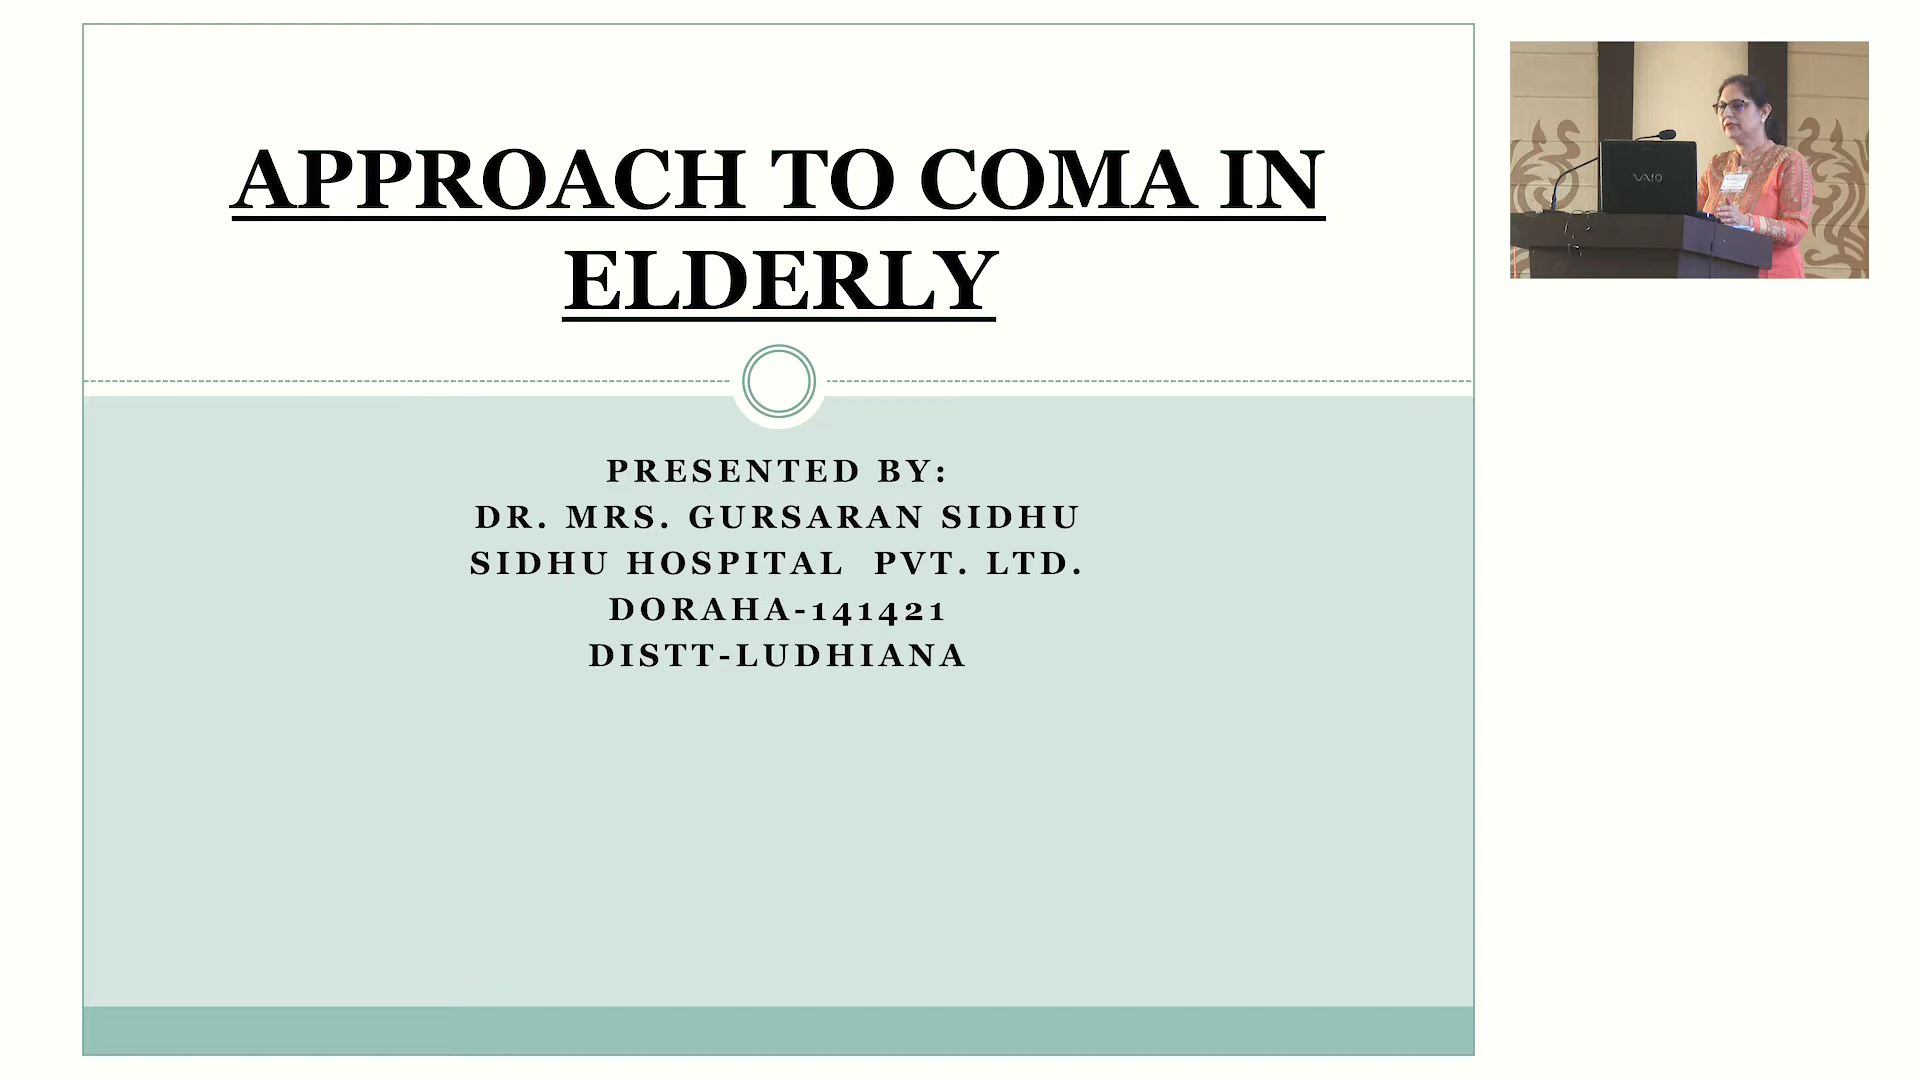 APPROACH TO COMA IN
ELDERLY
PRESENTED BY:
DR. MRS. GURSARAN SIDHU
SIDHU HOSPITAL PVT. LTD.
DORAHA-141421
DISTT-LUDHIANA
VAIO